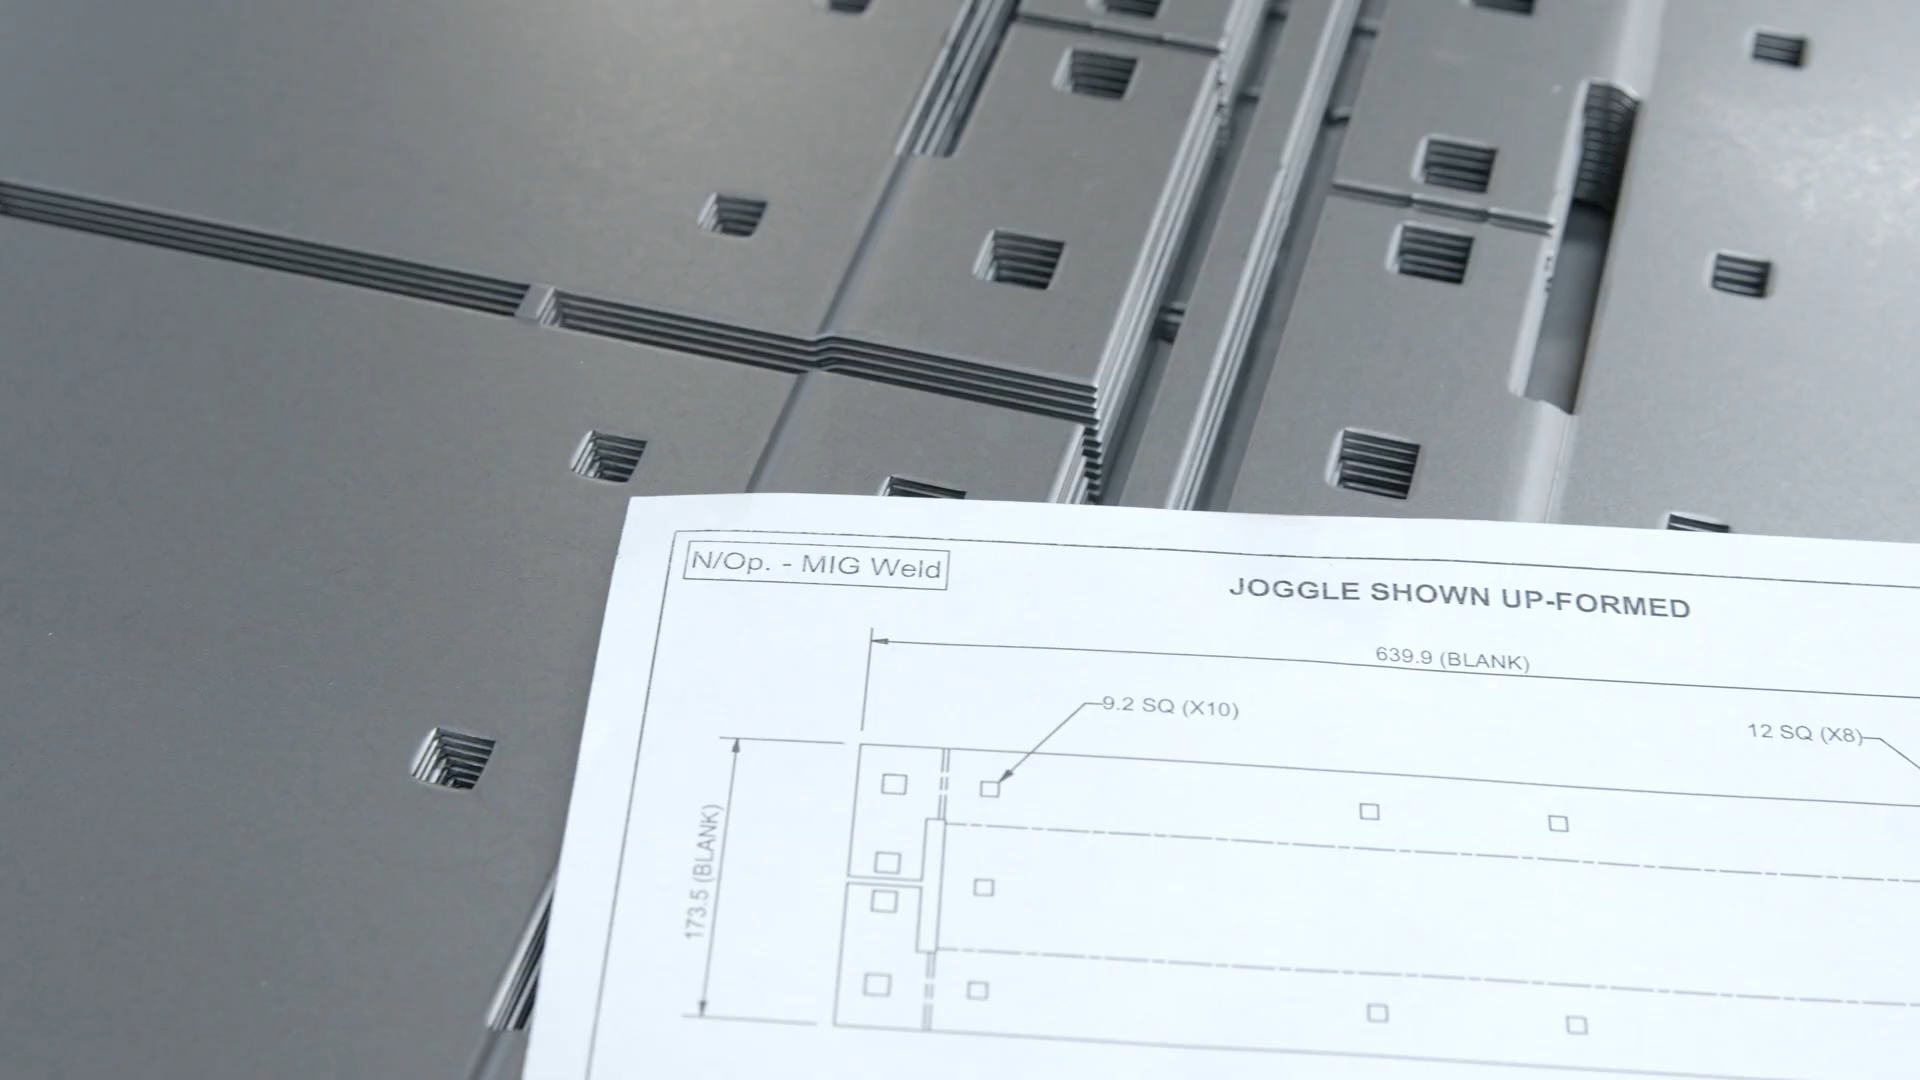 N/Op. - MIG Weld
JOGGLE SHOWN UP-FORMED
639.9 (BLANK)
9.2 SQ (X10)
12 SQ (X8)
173.5 (BLANK)